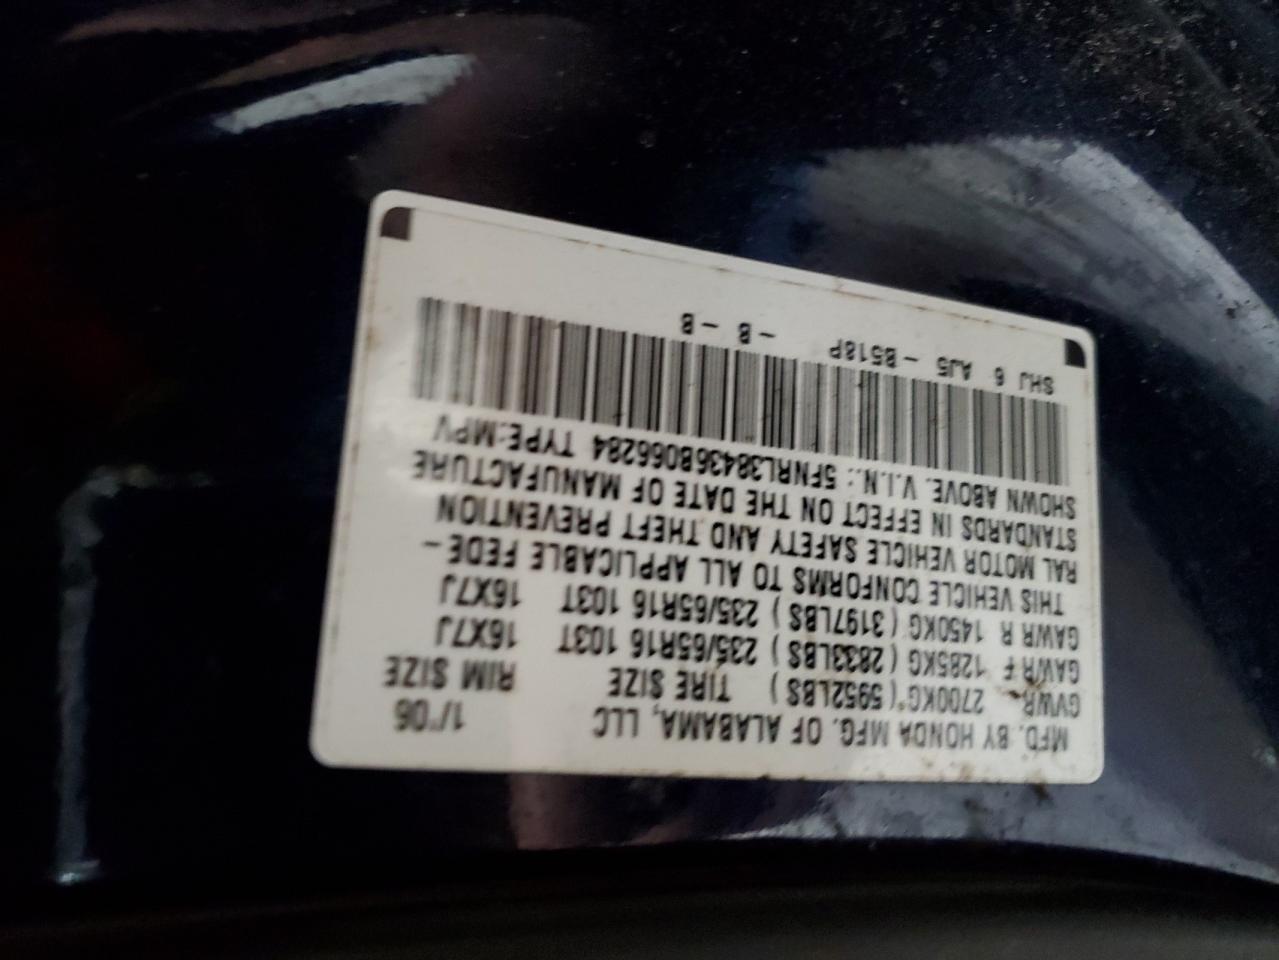 MFD. BY HONDA MFG. OF ALABAMA, LLC 1/'06
GVWR 2700KG (5952LBS) TIRE SIZE RIM SIZE
GAWR F 1285KG (2833LBS) 235/65R16 103T 16X7J
GAWR R 1450KG (3197LBS) 235/65R16 103T 16X7J
THIS VEHICLE CONFORMS TO ALL APPLICABLE FEDE-
RAL MOTOR VEHICLE SAFETY AND THEFT PREVENTION
STANDARDS IN EFFECT ON THE DATE OF MANUFACTURE
SHOWN ABOVE. V.I.N.: 5FNRL38436B066284 TYPE:MPV
SHJ 6 AJ5 - B518P - B - B